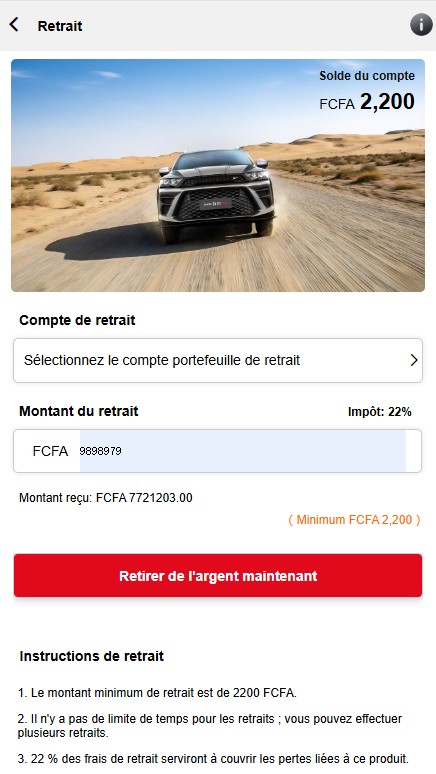 Retrait
Solde du compte
FCFA 2,200
Compte de retrait
Sélectionnez le compte portefeuille de retrait
Montant du retrait
Impôt: 22%
FCFA 9898979
Montant reçu: FCFA 7721203.00
( Minimum FCFA 2,200 )
Retirer de l'argent maintenant
Instructions de retrait
1. Le montant minimum de retrait est de 2200 FCFA.
2. Il n'y a pas de limite de temps pour les retraits ; vous pouvez effectuer
plusieurs retraits.
3. 22 % des frais de retrait serviront à couvrir les pertes liées à ce produit.